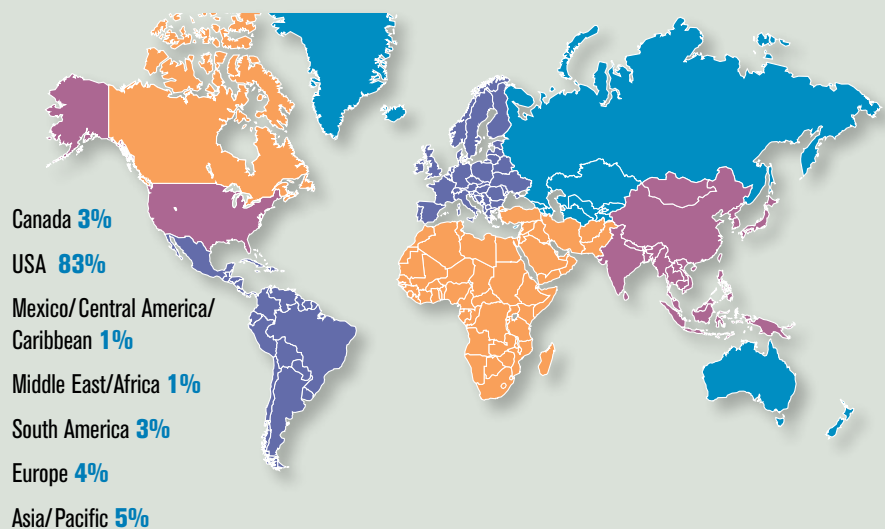 Canada 3%
USA 83%
Mexico/Central America/
Caribbean 1%
Middle East/Africa 1%
South America 3%
Europe 4%
Asia/Pacific 5%